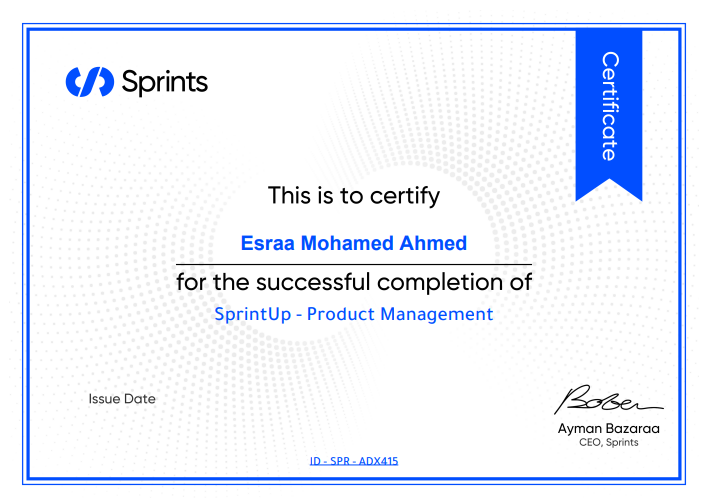 Sprints
Certificate
This is to certify
Esraa Mohamed Ahmed
for the successful completion of
SprintUp - Product Management
Issue Date
Ayman Bazaraa
CEO, Sprints
ID - SPR - ADX415